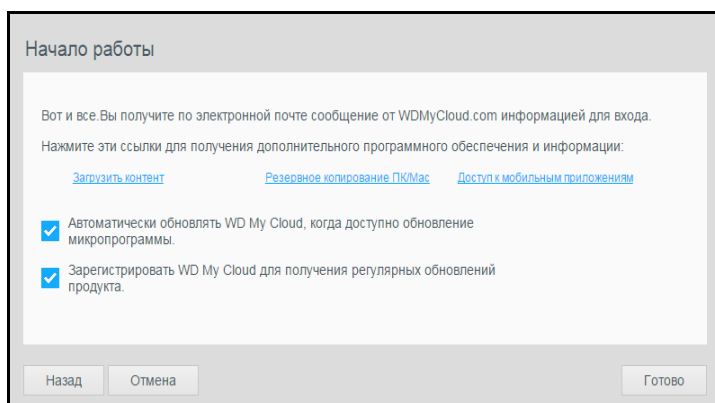 Начало работы
Вот и все.Вы получите по электронной почте сообщение от WDMyCloud.com информацией для входа.
Нажмите эти ссылки для получения дополнительного программного обеспечения и информации:
Загрузить контент Резервное копирование ПК/Mac Доступ к мобильным приложениям
Автоматически обновлять WD My Cloud, когда доступно обновление
микропрограммы.
Зарегистрировать WD My Cloud для получения регулярных обновлений
продукта.
Назад Отмена Готово